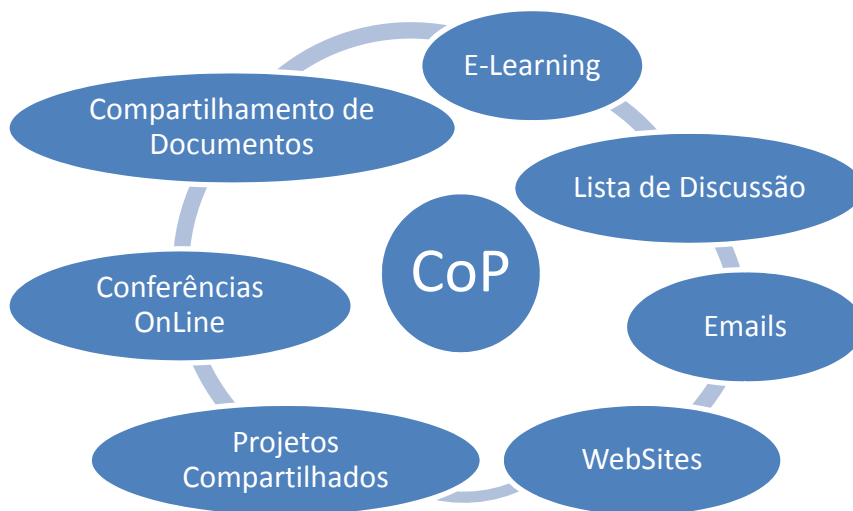 E-Learning
Compartilhamento de
Documentos
Lista de Discussão
CoP
Conferências
OnLine
Emails
Projetos
Compartilhados
WebSites